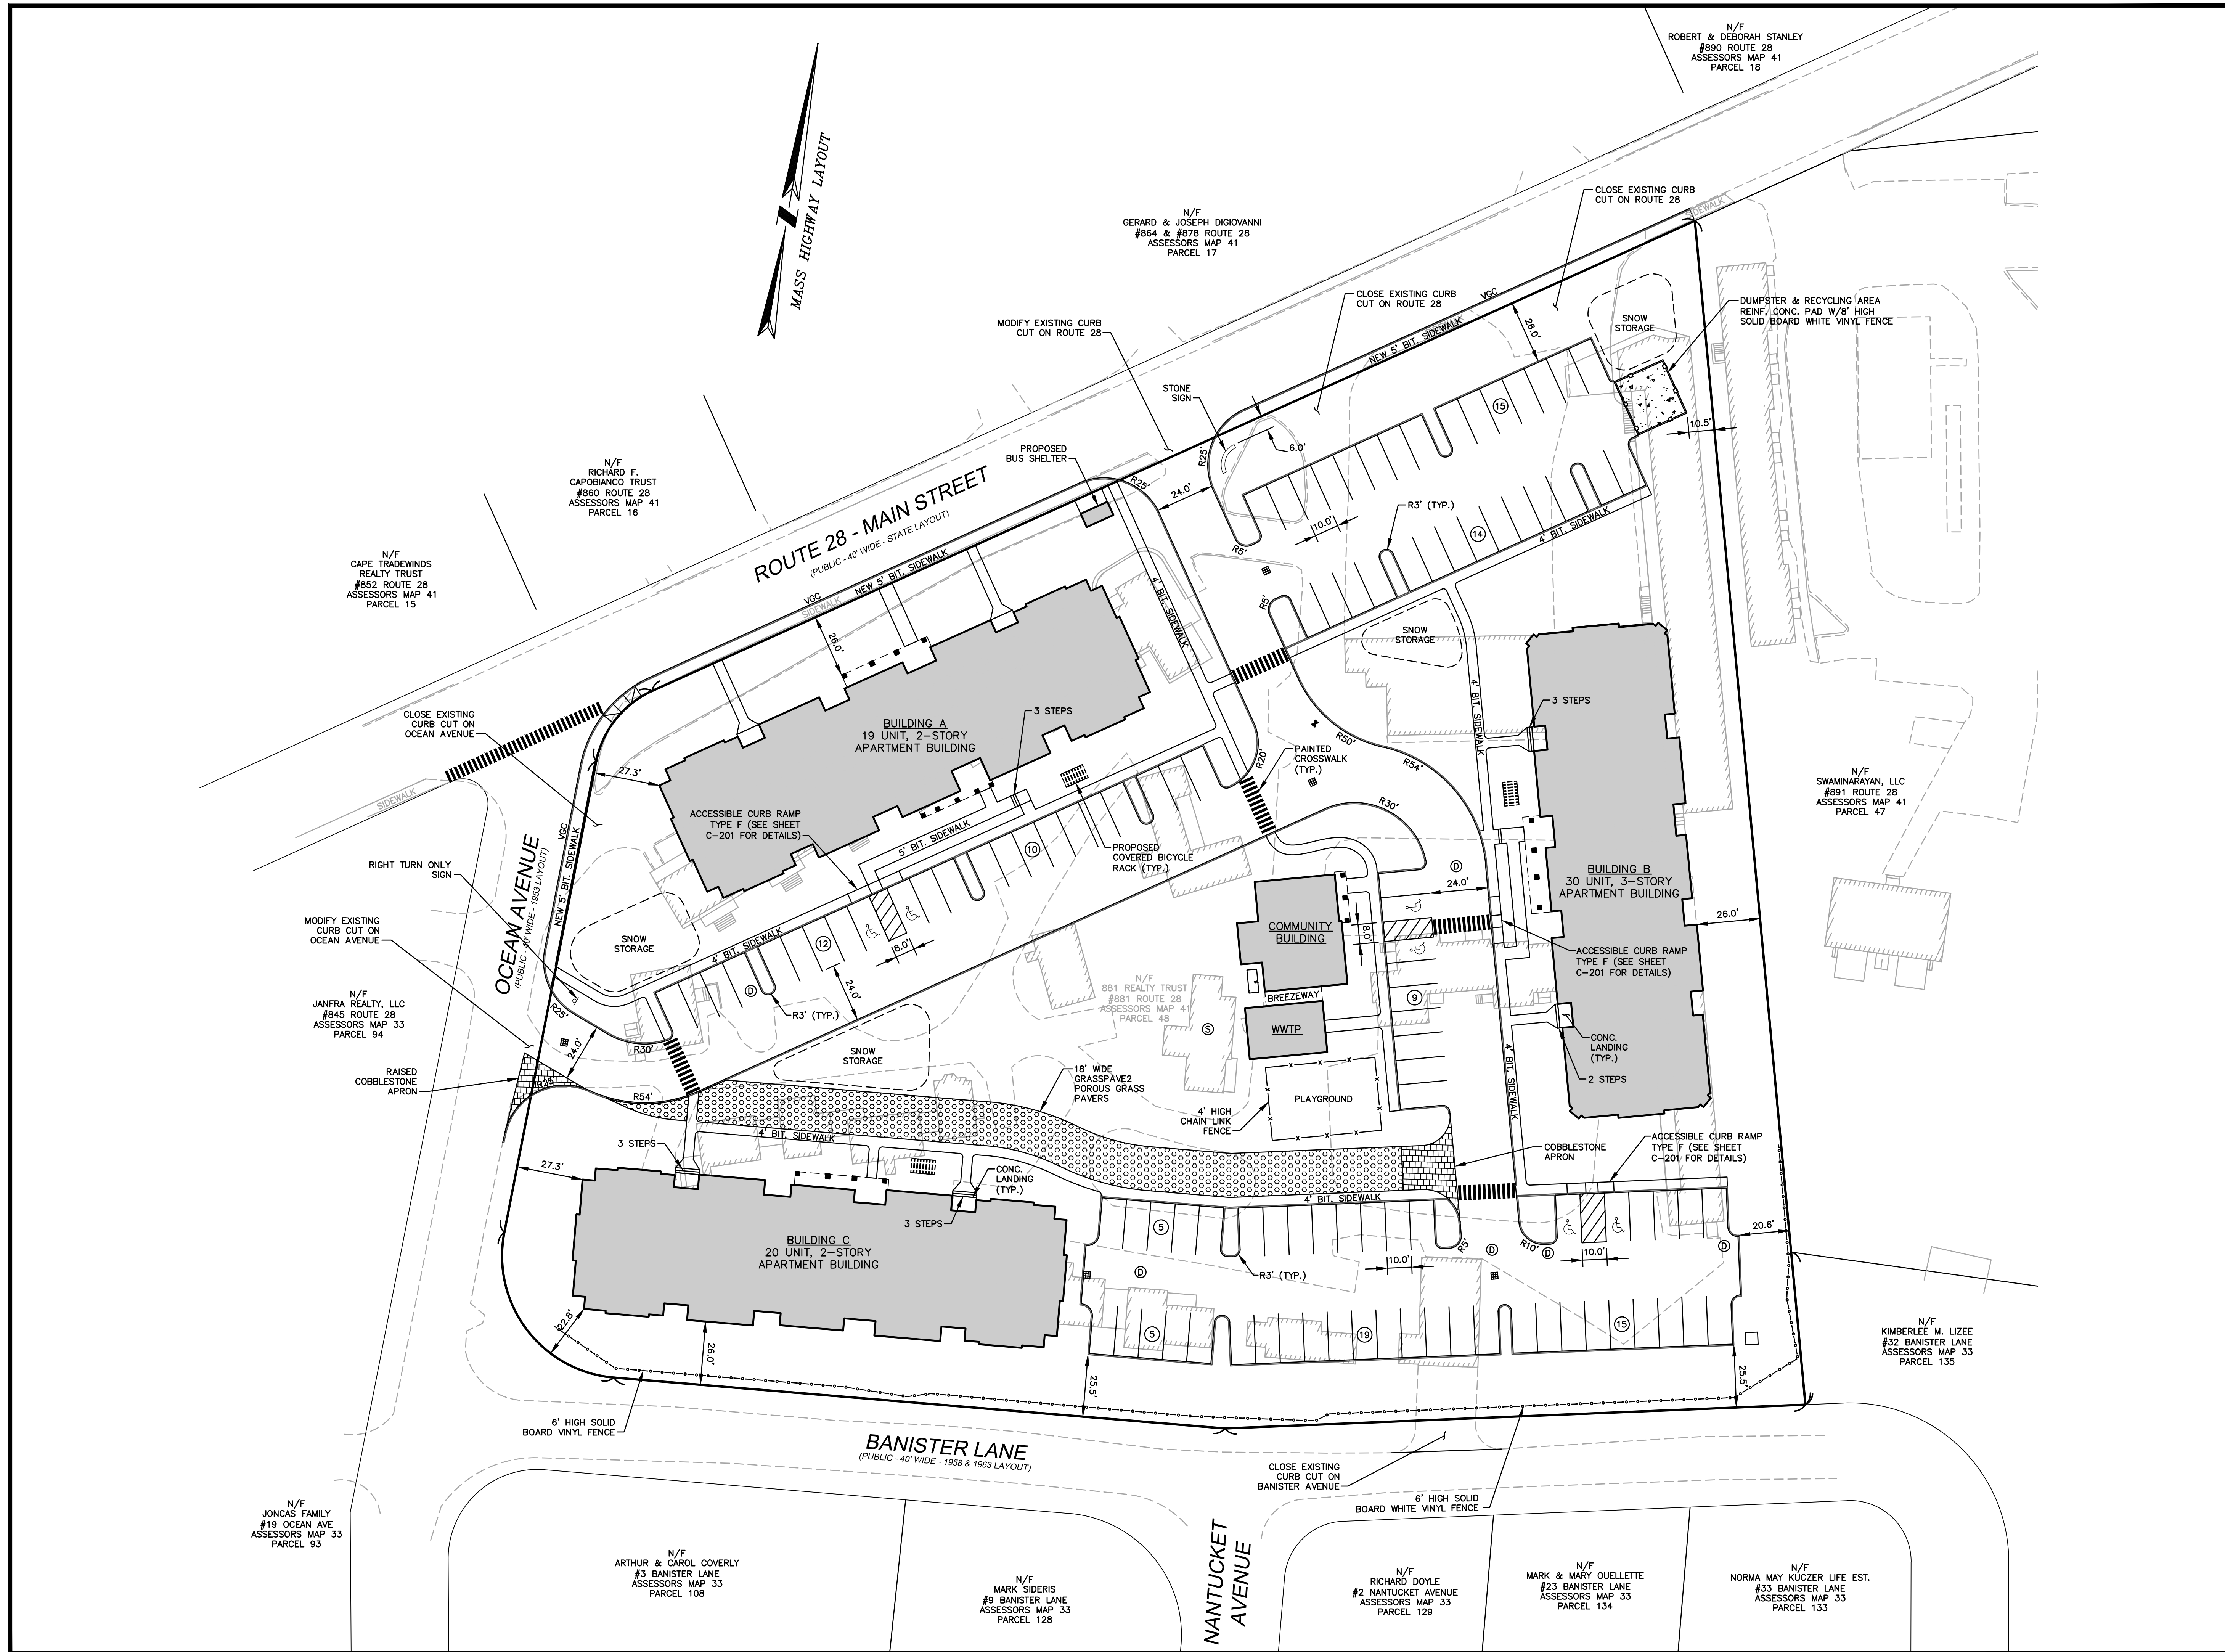 N/F
ROBERT & DEBORAH STANLEY
#890 ROUTE 28
ASSESSORS MAP 41
PARCEL 18
MASS HIGHWAY LAYOUT
N/F
GERARD & JOSEPH DIGIOVANNI
#864 & #878 ROUTE 28
ASSESSORS MAP 41
PARCEL 17
CLOSE EXISTING CURB
CUT ON ROUTE 28
SIDEWALK
CLOSE EXISTING CURB
CUT ON ROUTE 28
VGC
NEW 5' BIT. SIDEWALK
26.0'
SNOW
STORAGE
DUMPSTER & RECYCLING AREA
REINF. CONC. PAD W/8' HIGH
SOLID BOARD WHITE VINYL FENCE
MODIFY EXISTING CURB
CUT ON ROUTE 28
STONE
SIGN
6.0'
15
10.5'
PROPOSED
BUS SHELTER
R25'
R25'
24.0'
10.0'
R5'
R3' (TYP.)
14
4' BIT. SIDEWALK
N/F
RICHARD F.
CAPOBIANCO TRUST
#860 ROUTE 28
ASSESSORS MAP 41
PARCEL 16
ROUTE 28 - MAIN STREET
(PUBLIC - 40' WIDE - STATE LAYOUT)
N/F
CAPE TRADEWINDS
REALTY TRUST
#852 ROUTE 28
ASSESSORS MAP 41
PARCEL 15
VGC
SIDEWALK
NEW 5' BIT. SIDEWALK
26.0'
4' BIT. SIDEWALK
R5'
SNOW
STORAGE
4' BIT. SIDEWALK
3 STEPS
CLOSE EXISTING
CURB CUT ON
OCEAN AVENUE
BUILDING A
19 UNIT, 2-STORY
APARTMENT BUILDING
3 STEPS
27.3'
SIDEWALK
PAINTED
CROSSWALK
(TYP.)
R20'
R50'
R54'
R30'
N/F
SWAMINARAYAN, LLC
#891 ROUTE 28
ASSESSORS MAP 41
PARCEL 47
ACCESSIBLE CURB RAMP
TYPE F (SEE SHEET
C-201 FOR DETAILS)
5' BIT. SIDEWALK
10
PROPOSED
COVERED BICYCLE
RACK (TYP.)
OCEAN AVENUE
(PUBLIC - 40' WIDE - 1953 LAYOUT)
VGC
NEW 5' BIT. SIDEWALK
RIGHT TURN ONLY
SIGN
D
24.0'
BUILDING B
30 UNIT, 3-STORY
APARTMENT BUILDING
26.0'
MODIFY EXISTING
CURB CUT ON
OCEAN AVENUE
SNOW
STORAGE
4' BIT. SIDEWALK
12
8.0'
24.0'
COMMUNITY
BUILDING
8.0'
ACCESSIBLE CURB RAMP
TYPE F (SEE SHEET
C-201 FOR DETAILS)
N/F
881 REALTY TRUST
#881 ROUTE 28
ASSESSORS MAP 41
PARCEL 48
BREEZEWAY
9
D
R3' (TYP.)
N/F
JANFRA REALTY, LLC
#845 ROUTE 28
ASSESSORS MAP 33
PARCEL 94
R25'
24.0'
R30'
S
WWTP
CONC.
LANDING
(TYP.)
SNOW
STORAGE
RAISED
COBBLESTONE
APRON
R25'
R54'
18' WIDE
GRASSPAVE2
POROUS GRASS
PAVERS
PLAYGROUND
4' BIT. SIDEWALK
2 STEPS
4' HIGH
CHAIN LINK
FENCE
3 STEPS
4' BIT. SIDEWALK
ACCESSIBLE CURB RAMP
TYPE F (SEE SHEET
C-201 FOR DETAILS)
COBBLESTONE
APRON
27.3'
CONC.
LANDING
(TYP.)
4' BIT. SIDEWALK
3 STEPS
5
20.6'
BUILDING C
20 UNIT, 2-STORY
APARTMENT BUILDING
R5'
D
R10'
D
D
10.0'
10.0'
D
R3' (TYP.)
22.8'
26.0'
5
19
15
25.5'
25.5'
N/F
KIMBERLEE M. LIZEE
#32 BANISTER LANE
ASSESSORS MAP 33
PARCEL 135
6' HIGH SOLID
BOARD VINYL FENCE
BANISTER LANE
(PUBLIC - 40' WIDE - 1958 & 1963 LAYOUT)
CLOSE EXISTING
CURB CUT ON
BANISTER AVENUE
6' HIGH SOLID
BOARD WHITE VINYL FENCE
N/F
JONCAS FAMILY
#19 OCEAN AVE
ASSESSORS MAP 33
PARCEL 93
N/F
ARTHUR & CAROL COVERLY
#3 BANISTER LANE
ASSESSORS MAP 33
PARCEL 108
N/F
MARK SIDERIS
#9 BANISTER LANE
ASSESSORS MAP 33
PARCEL 128
NANTUCKET
AVENUE
N/F
RICHARD DOYLE
#2 NANTUCKET AVENUE
ASSESSORS MAP 33
PARCEL 129
N/F
MARK & MARY OUELLETTE
#23 BANISTER LANE
ASSESSORS MAP 33
PARCEL 134
N/F
NORMA MAY KUCZER LIFE EST.
#33 BANISTER LANE
ASSESSORS MAP 33
PARCEL 133